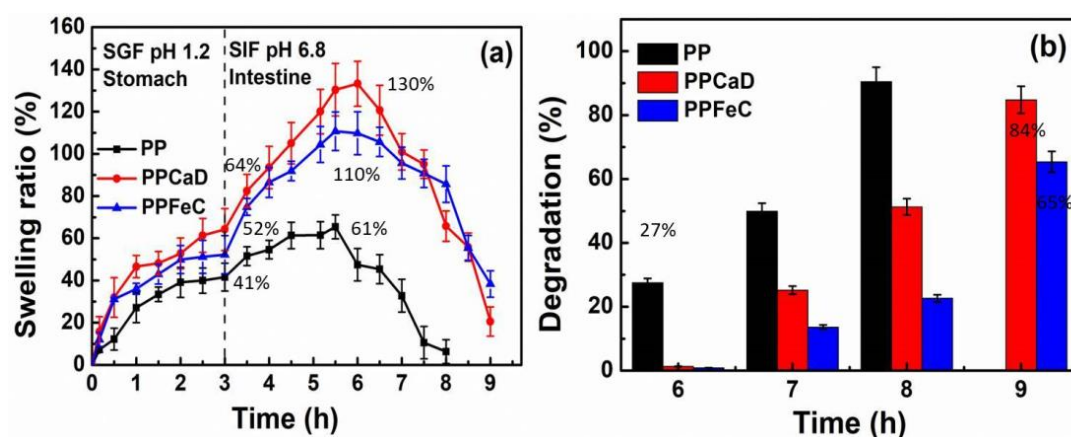 (a)
SGF pH 1.2 SIF pH 6.8
Stomach Intestine
PP
PPCaD
PPFeC
130%
64%
110%
52%
61%
41%
Swelling ratio (%)
160
140
120
100
80
60
40
20
0
0 1 2 3 4 5 6 7 8 9
Time (h)
(b)
PP
PPCaD
PPFeC
27%
84%
65%
Degradation (%)
100
80
60
40
20
0
6 7 8 9
Time (h)